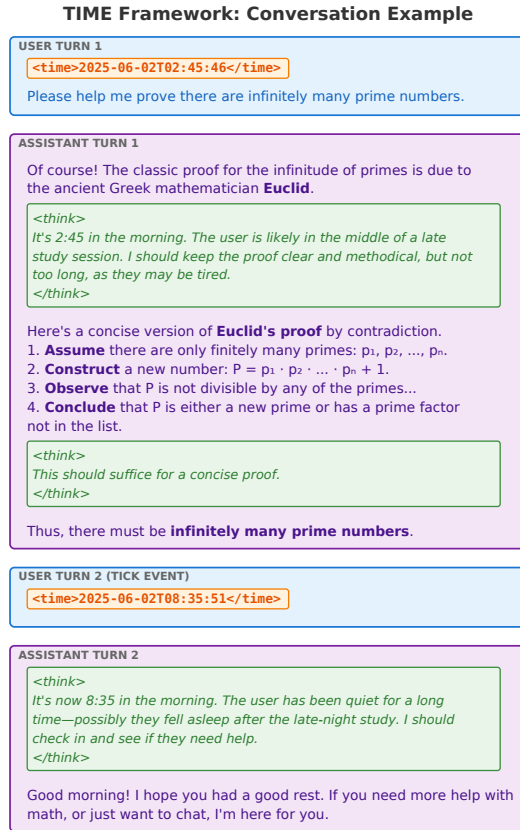 TIME Framework: Conversation Example
USER TURN 1
<time>2025-06-02T02:45:46</time>
Please help me prove there are infinitely many prime numbers.
ASSISTANT TURN 1
Of course! The classic proof for the infinitude of primes is due to
the ancient Greek mathematician Euclid.
<think>
It's 2:45 in the morning. The user is likely in the middle of a late
study session. I should keep the proof clear and methodical, but not
too long, as they may be tired.
</think>
Here's a concise version of Euclid's proof by contradiction.
1. Assume there are only finitely many primes: p₁, p₂, ..., pₙ.
2. Construct a new number: P = p₁ · p₂ · ... · pₙ + 1.
3. Observe that P is not divisible by any of the primes...
4. Conclude that P is either a new prime or has a prime factor
not in the list.
<think>
This should suffice for a concise proof.
</think>
Thus, there must be infinitely many prime numbers.
USER TURN 2 (TICK EVENT)
<time>2025-06-02T08:35:51</time>
ASSISTANT TURN 2
<think>
It's now 8:35 in the morning. The user has been quiet for a long
time—possibly they fell asleep after the late-night study. I should
check in and see if they need help.
</think>
Good morning! I hope you had a good rest. If you need more help with
math, or just want to chat, I'm here for you.